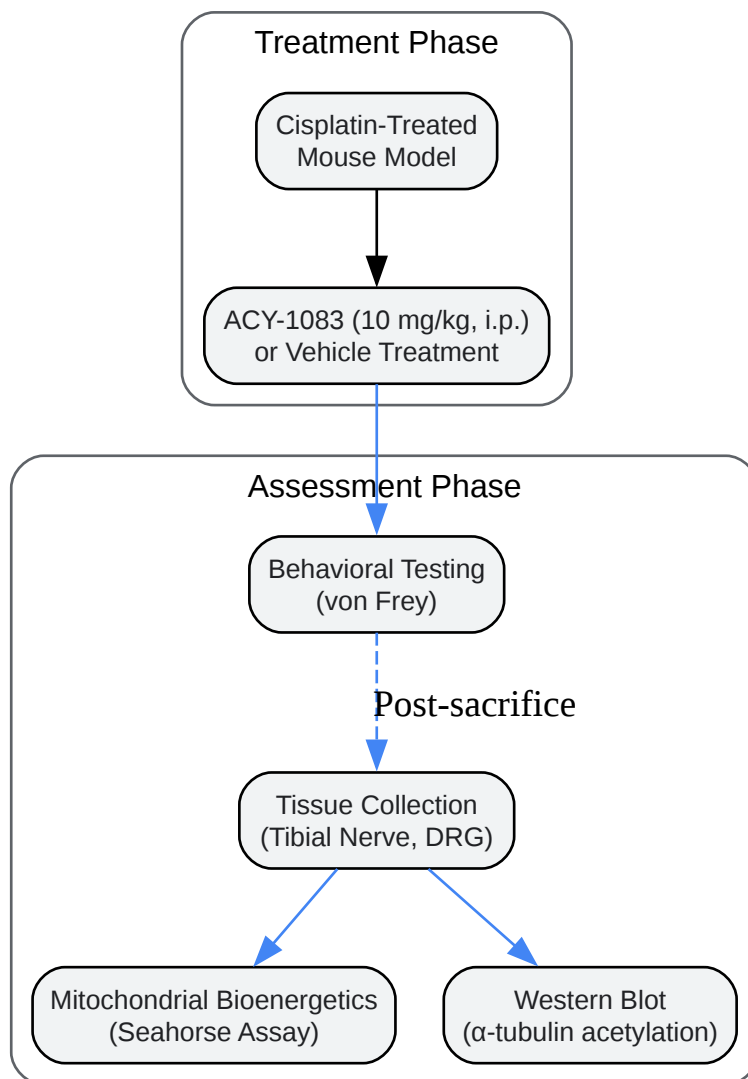 Treatment Phase
Cisplatin-Treated
Mouse Model
ACY-1083 (10 mg/kg, i.p.)
or Vehicle Treatment
Assessment Phase
Behavioral Testing
(von Frey)
Post-sacrifice
Tissue Collection
(Tibial Nerve, DRG)
Mitochondrial Bioenergetics
(Seahorse Assay)
Western Blot
(α-tubulin acetylation)